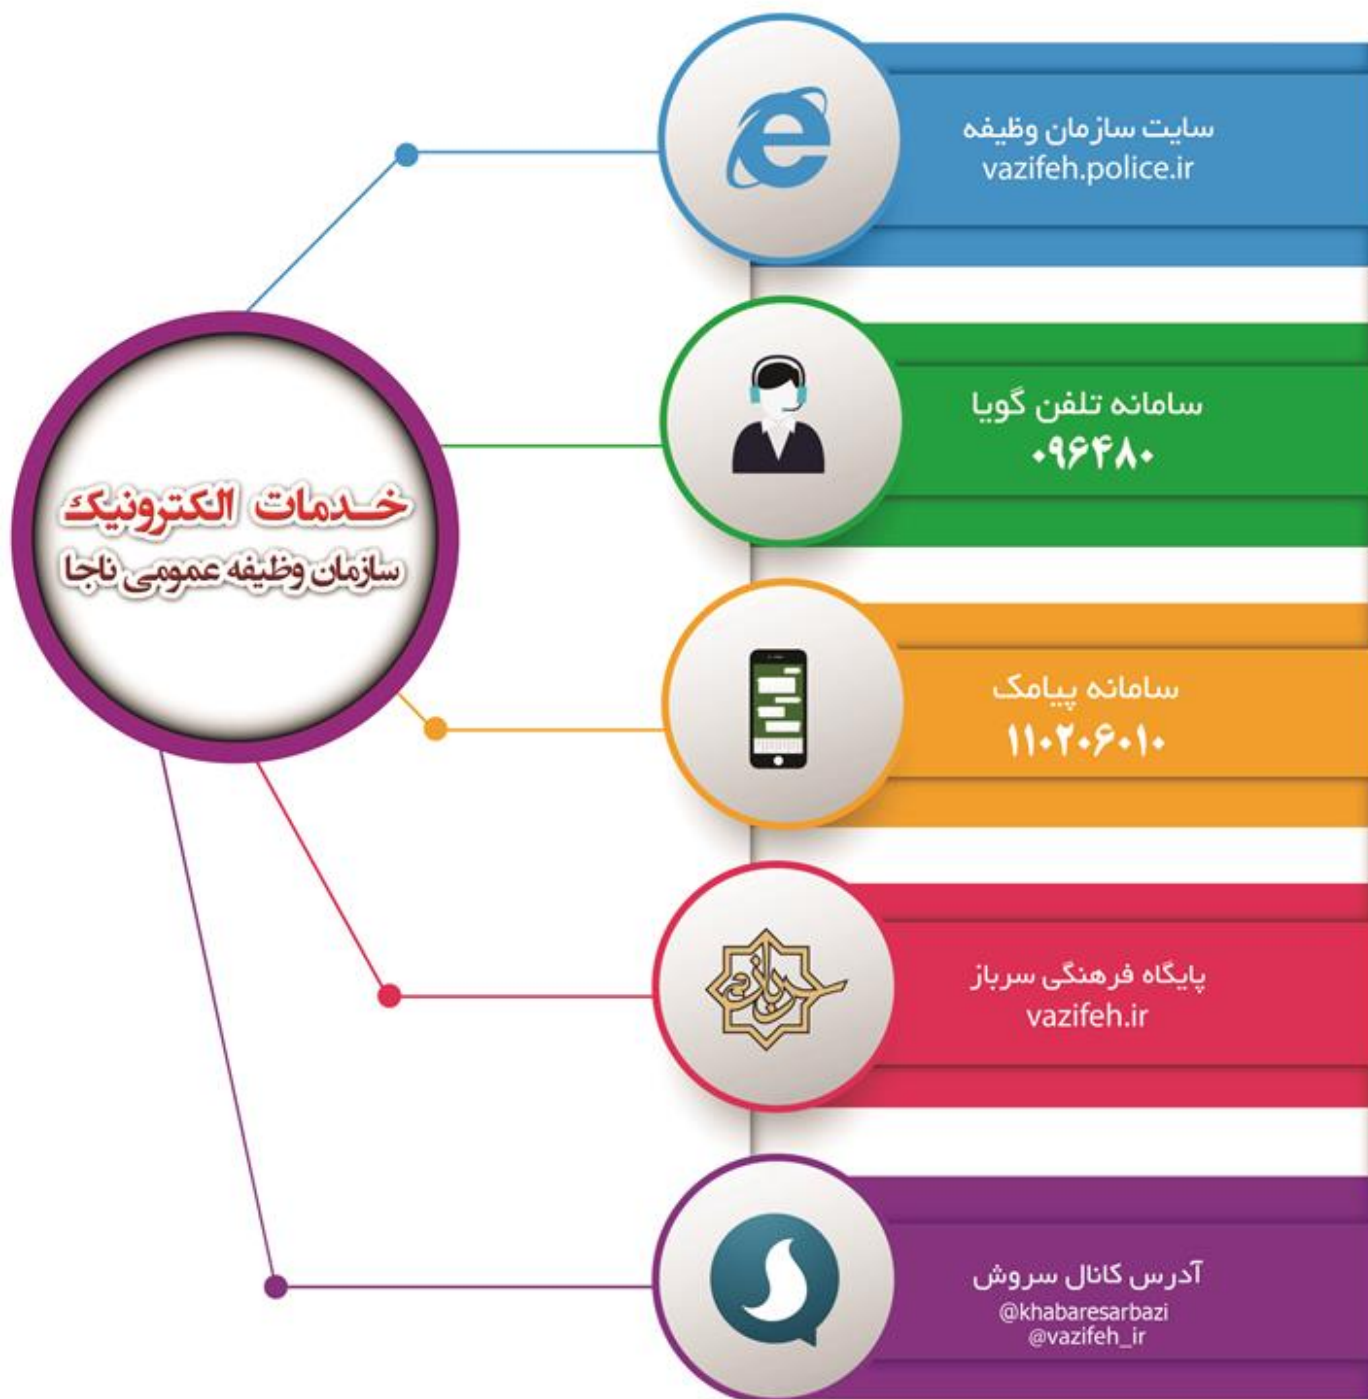 خدمات الکترونیک
سازمان وظیفه عمومی ناجا
سایت سازمان وظیفه
vazifeh.police.ir
سامانه تلفن گویا
۰۹۶۴۸۰
سامانه پیامک
۱۱۰۲۰۶۰۱۰
پایگاه فرهنگی سرباز
vazifeh.ir
آدرس کانال سروش
@khabaresarbazi
@vazifeh_ir